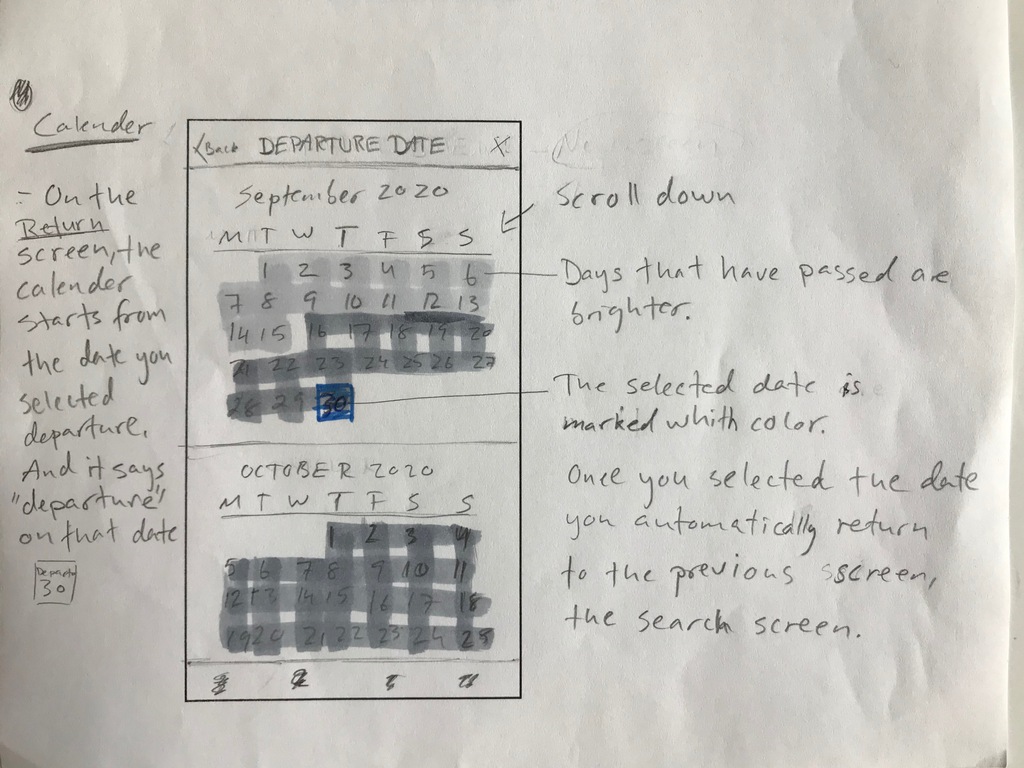 Calender
- On the
Return
screen, the
calender
starts from
the date you
selected
departure.
And it says
"departure"
on that date
30
< Back DEPARTURE DATE X
September 2020
M T W T F S S
1 2 3 4 5 6
7 8 9 10 11 12 13
14 15 16 17 18 19 20
21 22 23 24 25 26 27
28 29 30
OCTOBER 2020
M T W T F S S
1 2 3 4
5 6 7 8 9 10 11
12 13 14 15 16 17 18
19 20 21 22 23 24 25
Scroll down
Days that have passed are
brighter.
The selected date is
marked whith color.
Once you selected the date
you automatically return
to the previous sscreen,
the search screen.